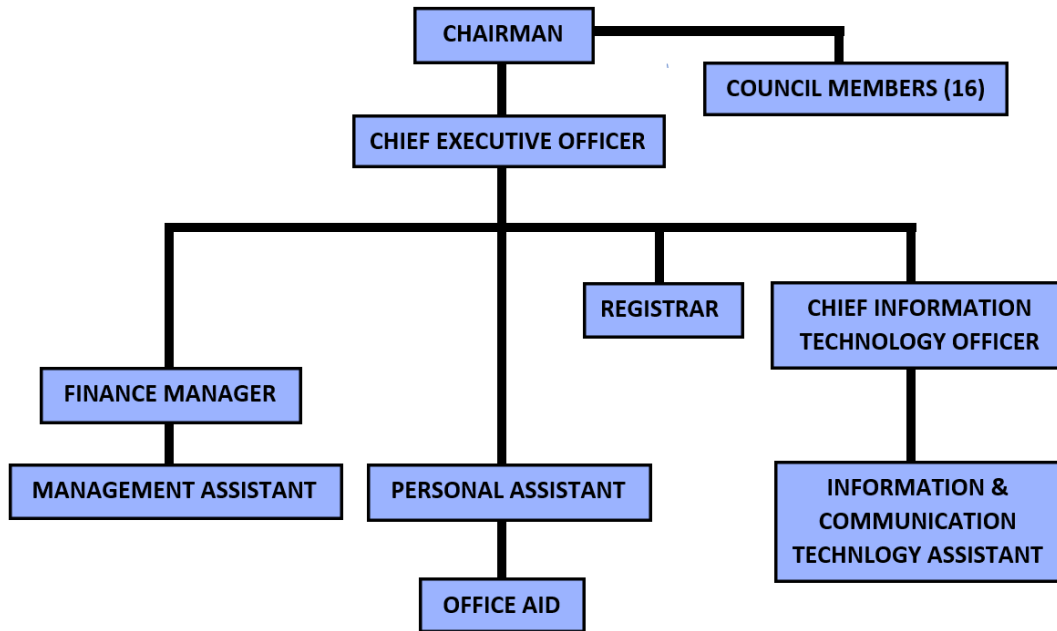 CHAIRMAN
COUNCIL MEMBERS (16)
CHIEF EXECUTIVE OFFICER
REGISTRAR
CHIEF INFORMATION
TECHNOLOGY OFFICER
FINANCE MANAGER
MANAGEMENT ASSISTANT
PERSONAL ASSISTANT
INFORMATION &
COMMUNICATION
TECHNLOGY ASSISTANT
OFFICE AID